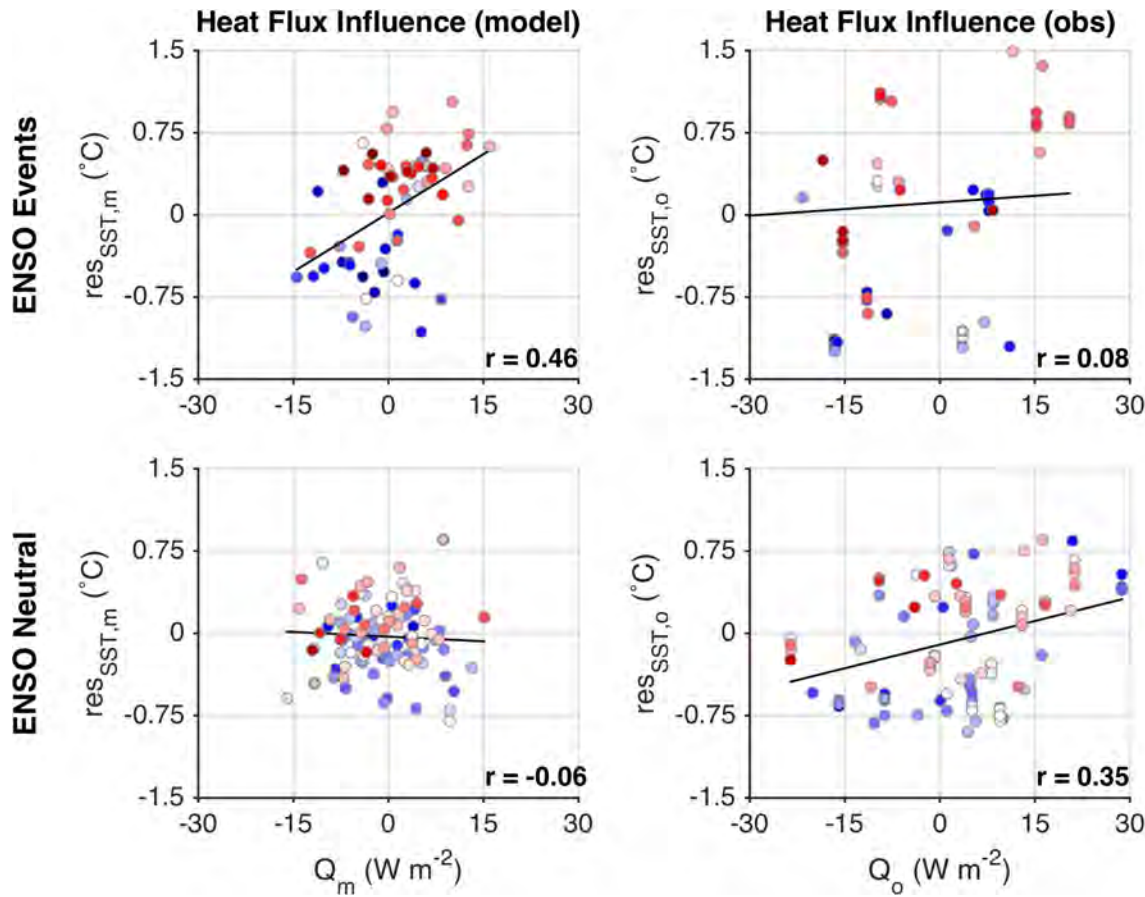 Heat Flux Influence (model)
Heat Flux Influence (obs)
ENSO Events
res_SST,m (˚C)
1.5
0.75
0
-0.75
-1.5
r = 0.46
-30 -15 0 15 30
res_SST,o (˚C)
1.5
0.75
0
-0.75
-1.5
r = 0.08
-30 -15 0 15 30
ENSO Neutral
res_SST,m (˚C)
1.5
0.75
0
-0.75
-1.5
r = -0.06
-30 -15 0 15 30
Q_m (W m^-2)
res_SST,o (˚C)
1.5
0.75
0
-0.75
-1.5
r = 0.35
-30 -15 0 15 30
Q_o (W m^-2)